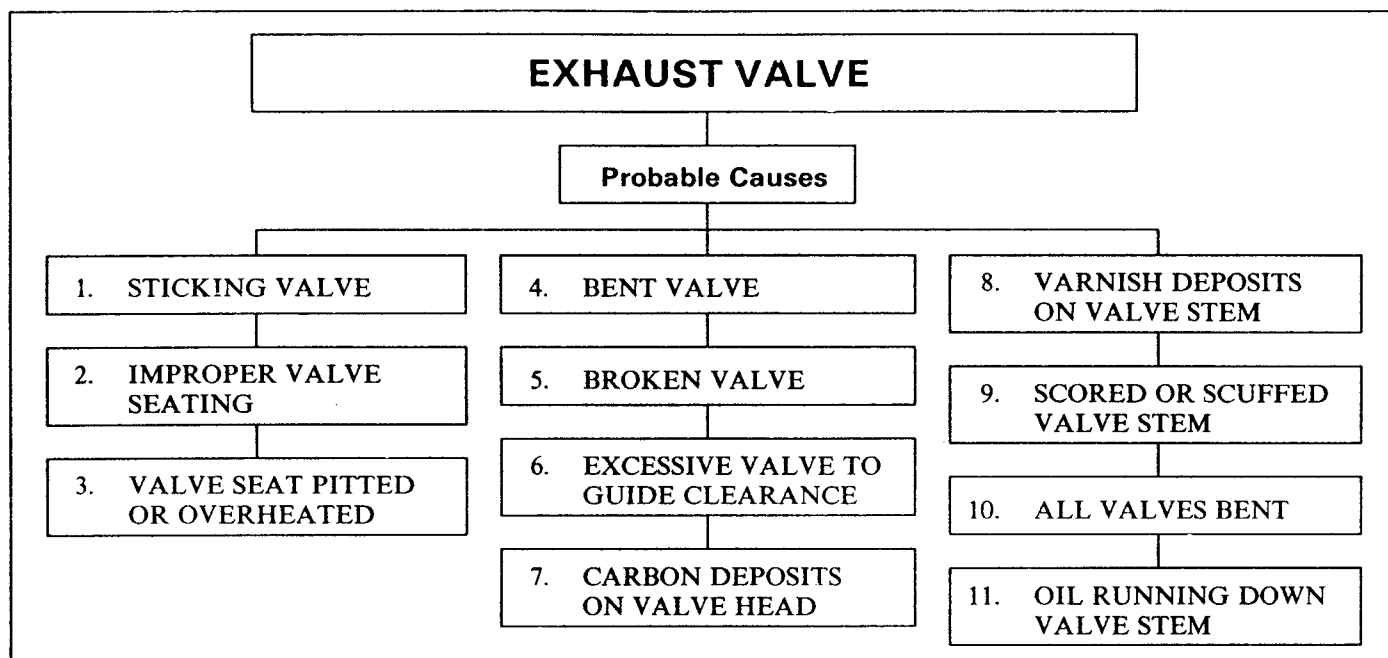 EXHAUST VALVE
Probable Causes
1. STICKING VALVE
2. IMPROPER VALVE
SEATING
3. VALVE SEAT PITTED
OR OVERHEATED
4. BENT VALVE
5. BROKEN VALVE
6. EXCESSIVE VALVE TO
GUIDE CLEARANCE
7. CARBON DEPOSITS
ON VALVE HEAD
8. VARNISH DEPOSITS
ON VALVE STEM
9. SCORED OR SCUFFED
VALVE STEM
10. ALL VALVES BENT
11. OIL RUNNING DOWN
VALVE STEM